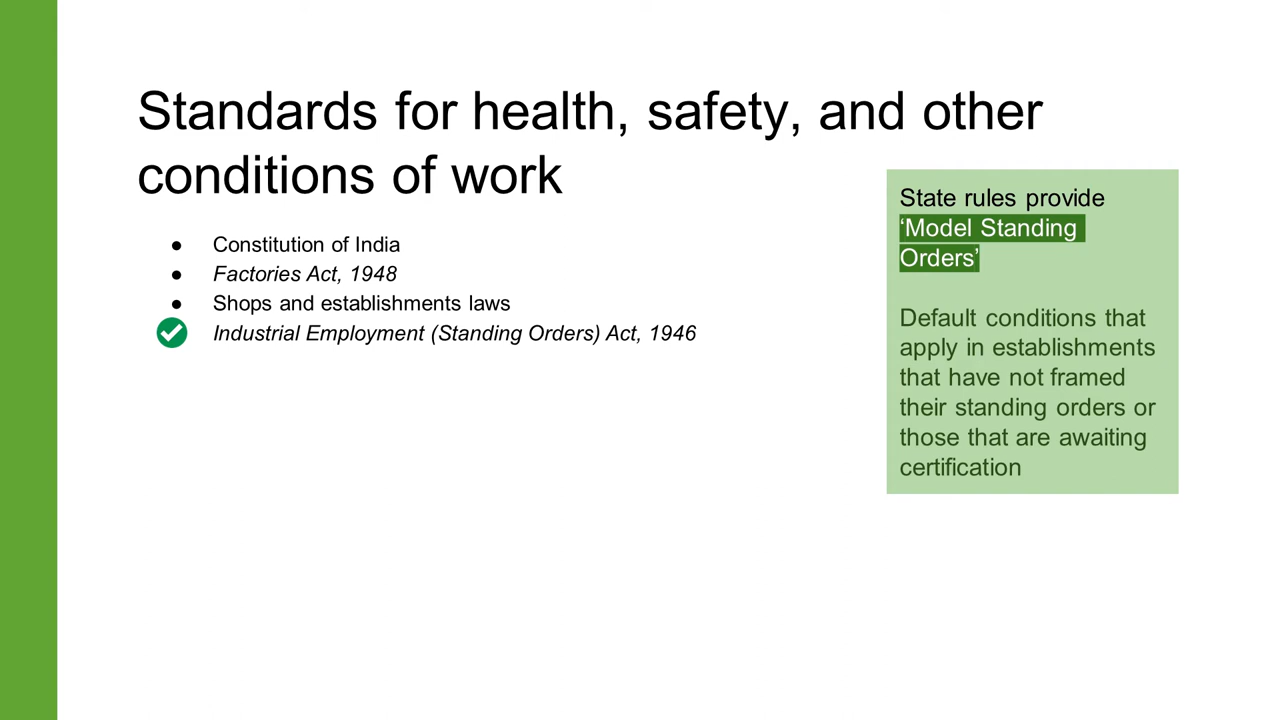 Standards for health, safety, and other
conditions of work
● Constitution of India
● Factories Act, 1948
● Shops and establishments laws
Industrial Employment (Standing Orders) Act, 1946
State rules provide
‘Model Standing
Orders’
Default conditions that
apply in establishments
that have not framed
their standing orders or
those that are awaiting
certification